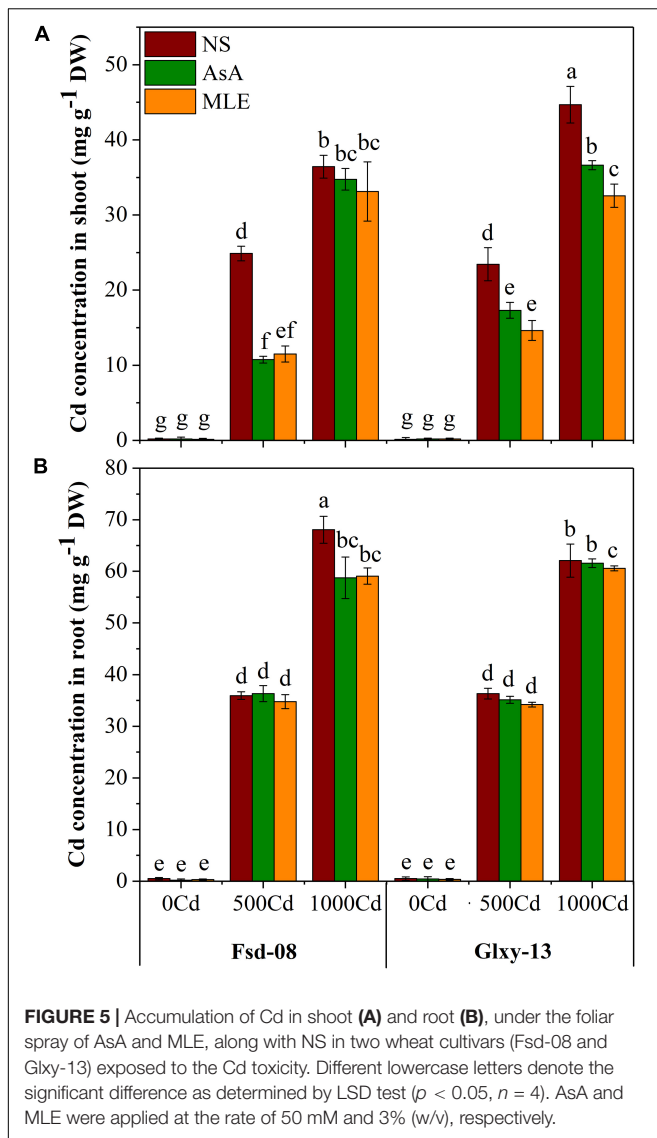 A
NS
AsA
MLE
Cd concentration in shoot (mg g⁻¹ DW)
50
40
30
20
10
0
g g g
d
f
ef
b
bc
bc
g g g
d
e
e
a
b
c
B
Cd concentration in root (mg g⁻¹ DW)
80
70
60
50
40
30
20
10
0
e e e
d d d
a
bc
bc
e e e
d d d
b
b
c
0Cd 500Cd 1000Cd 0Cd 500Cd 1000Cd
Fsd-08 Glxy-13
FIGURE 5 | Accumulation of Cd in shoot (A) and root (B), under the foliar
spray of AsA and MLE, along with NS in two wheat cultivars (Fsd-08 and
Glxy-13) exposed to the Cd toxicity. Different lowercase letters denote the
significant difference as determined by LSD test (p < 0.05, n = 4). AsA and
MLE were applied at the rate of 50 mM and 3% (w/v), respectively.